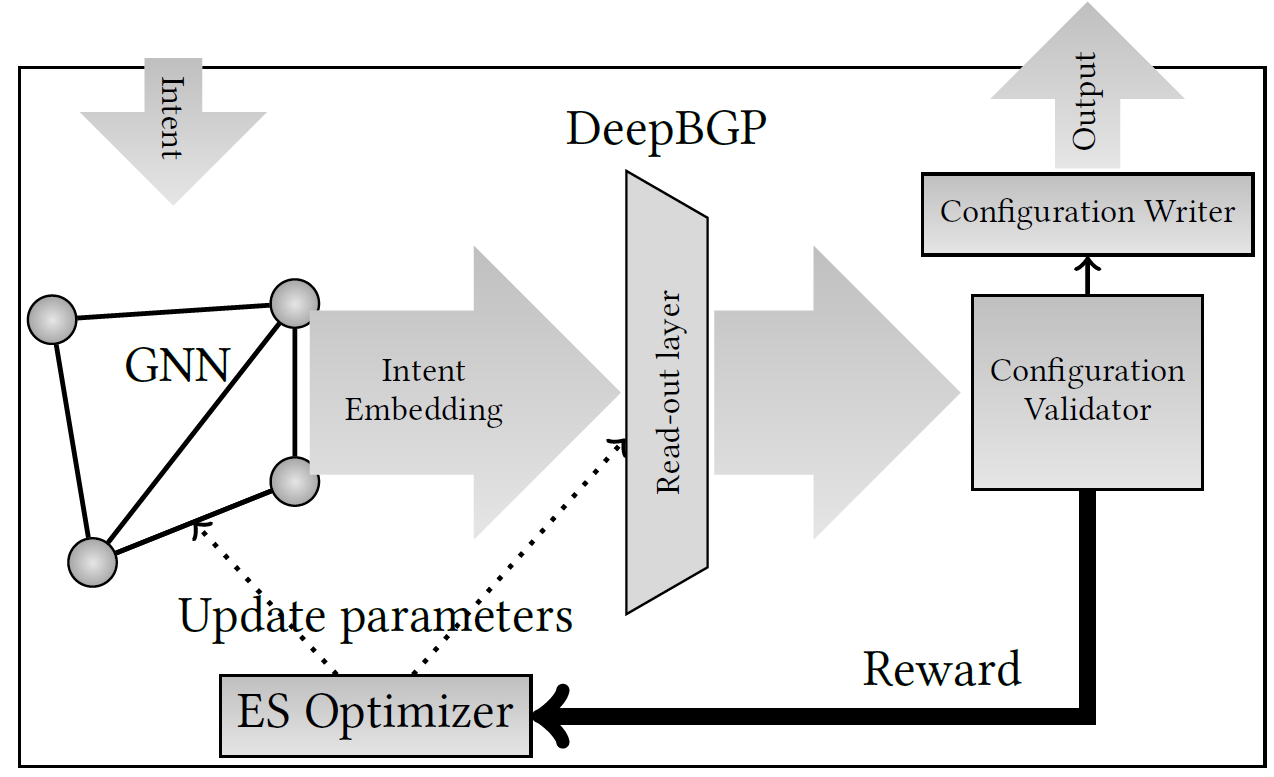 Intent
Output
DeepBGP
Configuration Writer
GNN
Intent
Embedding
Read-out layer
Configuration
Validator
Update parameters
Reward
ES Optimizer